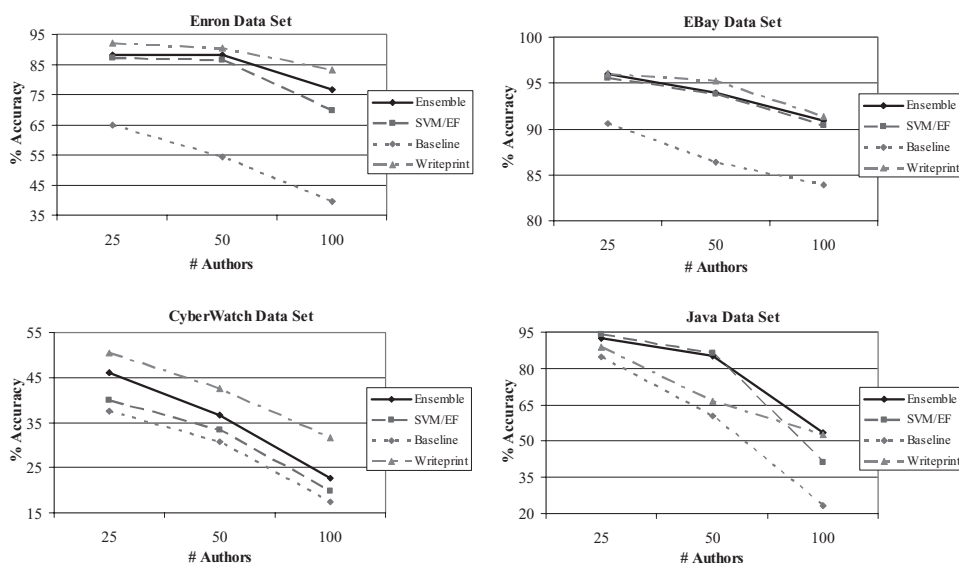 Enron Data Set
95
85
75
65
55
45
35
% Accuracy
25 50 100
# Authors
Ensemble
SVM/EF
Baseline
Writeprint
EBay Data Set
100
95
90
85
80
% Accuracy
25 50 100
# Authors
Ensemble
SVM/EF
Baseline
Writeprint
CyberWatch Data Set
55
45
35
25
15
% Accuracy
25 50 100
# Authors
Ensemble
SVM/EF
Baseline
Writeprint
Java Data Set
95
80
65
50
35
20
% Accuracy
25 50 100
# Authors
Ensemble
SVM/EF
Baseline
Writeprint